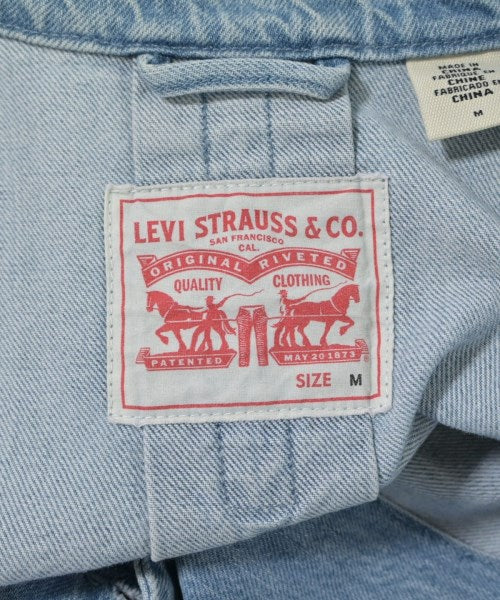 MADE IN
CHINA
FABRIQUE EN
CHINE
FABRICADO EN
CHINA
M
LEVI STRAUSS & CO.
SAN FRANCISCO
CAL.
ORIGINAL RIVETED
QUALITY CLOTHING
PATENTED MAY 20 1873
SIZE M